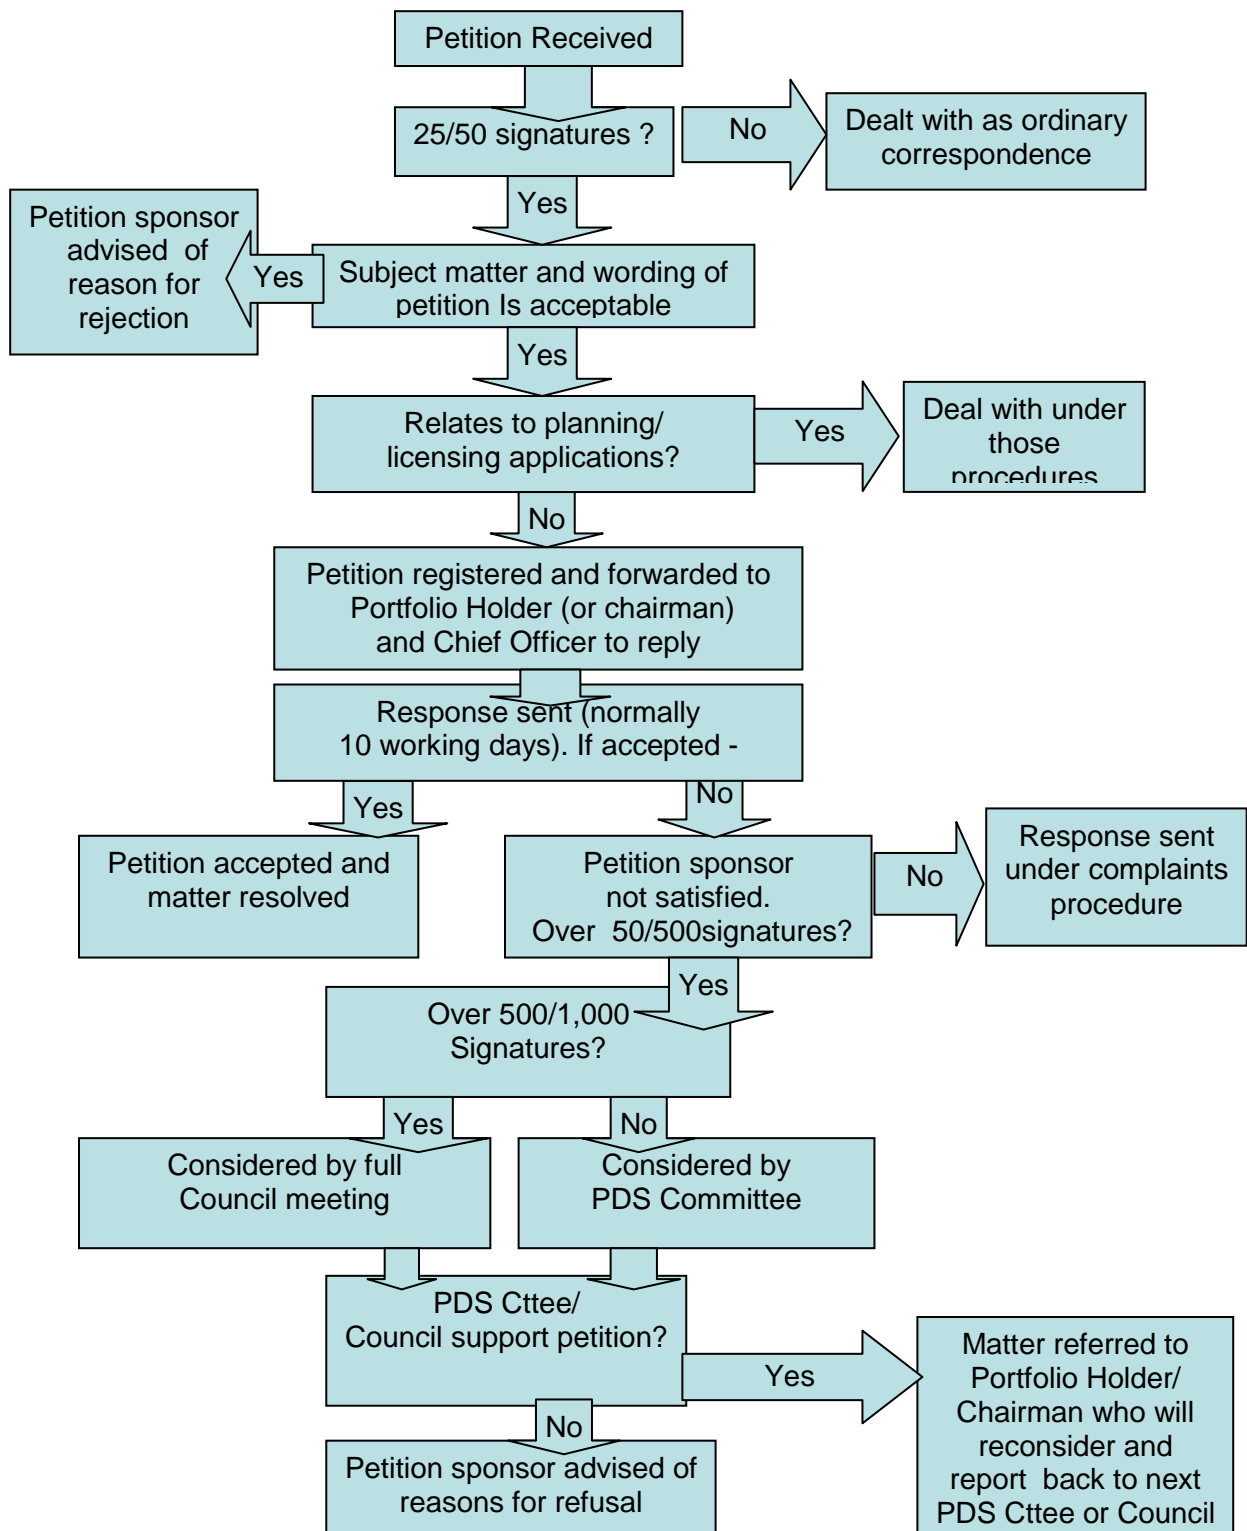 Petition Received
25/50 signatures ?
No
Dealt with as ordinary
correspondence
Yes
Petition sponsor
advised of
reason for
rejection
Yes
Subject matter and wording of
petition Is acceptable
Yes
Relates to planning/
licensing applications?
Yes
Deal with under
those
procedures
No
Petition registered and forwarded to
Portfolio Holder (or chairman)
and Chief Officer to reply
Response sent (normally
10 working days). If accepted -
Yes
No
Petition accepted and
matter resolved
Petition sponsor
not satisfied.
Over 50/500signatures?
No
Response sent
under complaints
procedure
Yes
Over 500/1,000
Signatures?
Yes
No
Considered by full
Council meeting
Considered by
PDS Committee
PDS Cttee/
Council support petition?
Yes
Matter referred to
Portfolio Holder/
Chairman who will
reconsider and
report back to next
PDS Cttee or Council
No
Petition sponsor advised of
reasons for refusal